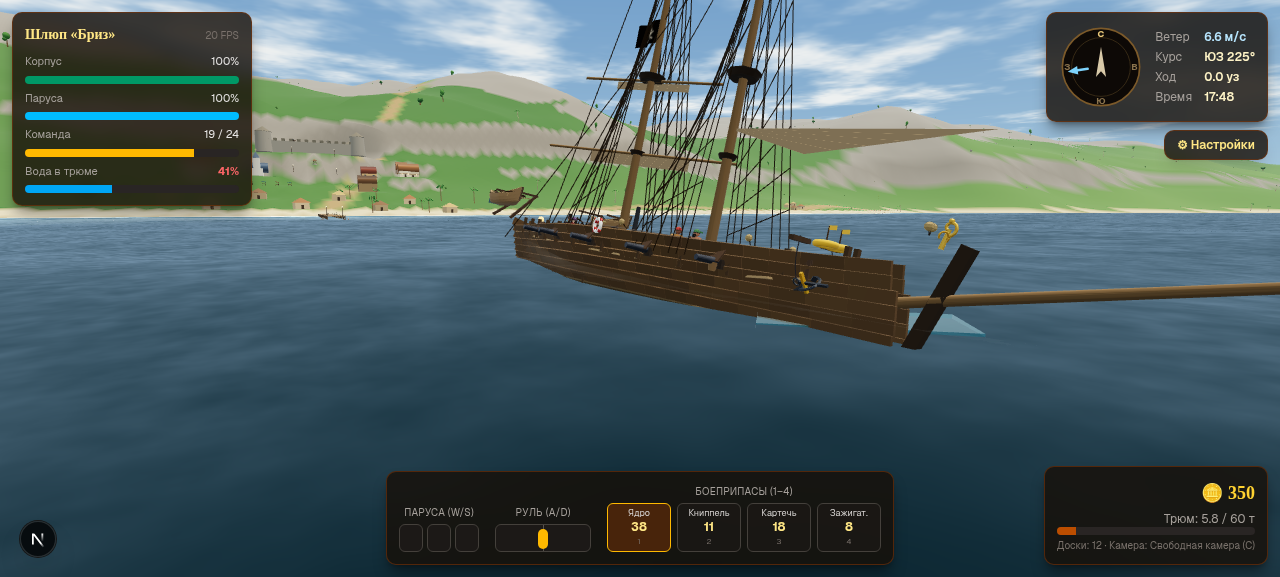 Шлюп «Бриз»
20 FPS
Корпус 100%
Паруса 100%
Команда 19 / 24
Вода в трюме 41%
С
З В
Ю
Ветер 6.6 м/с
Курс ЮЗ 225°
Ход 0.0 уз
Время 17:48
⚙ Настройки
ПАРУСА (W/S)
РУЛЬ (A/D)
БОЕПРИПАСЫ (1–4)
Ядро 38 1
Книппель 11 2
Картечь 18 3
Зажигат. 8 4
N
350
Трюм: 5.8 / 60 т
Доски: 12 · Камера: Свободная камера (C)